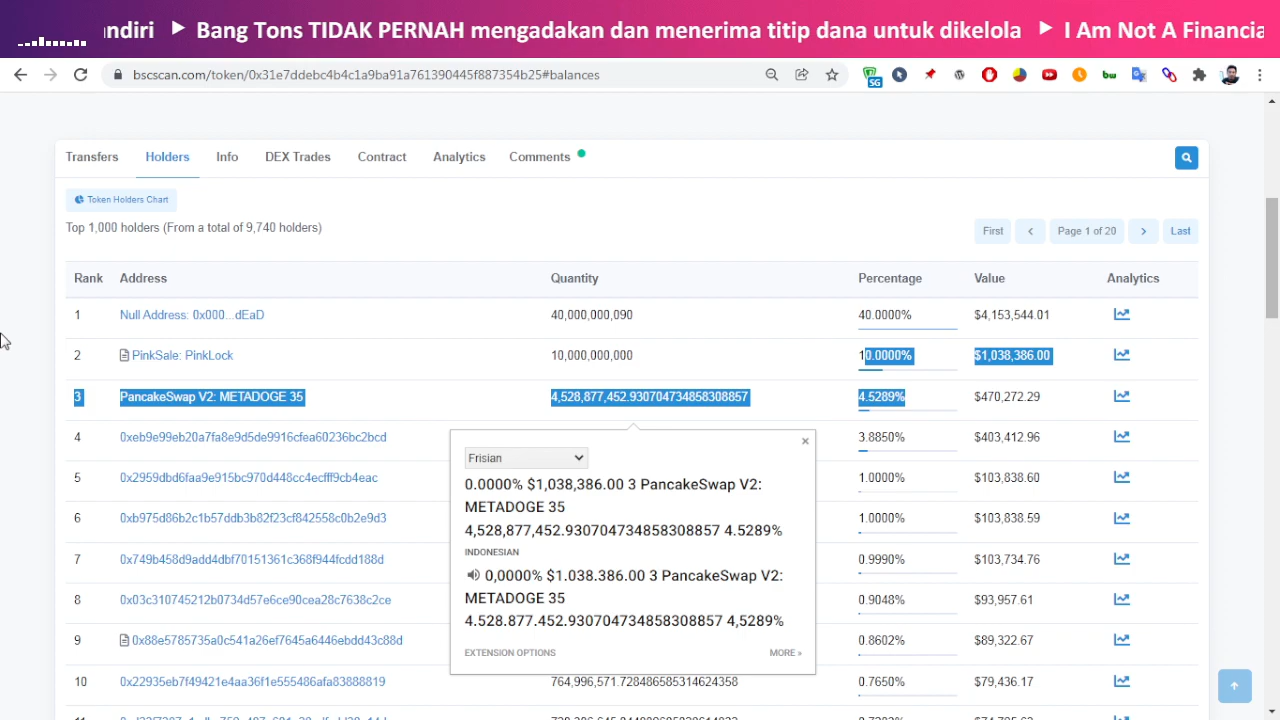 ndiri ▶ Bang Tons TIDAK PERNAH mengadakan dan menerima titip dana untuk dikelola ▶ I Am Not A Financia
bscscan.com/token/0x31e7ddebc4b4c1a9ba91a761390445f887354b25#balances
SG
bw
Transfers Holders Info DEX Trades Contract Analytics Comments
Token Holders Chart
Top 1,000 holders (From a total of 9,740 holders)
First Page 1 of 20 Last
Rank Address Quantity Percentage Value Analytics
1 Null Address: 0x000...dEaD 40,000,000,090 40.0000% $4,153,544.01
2 PinkSale: PinkLock 10,000,000,000 10.0000% $1,038,386.00
3 PancakeSwap V2: METADOGE 35 4,528,877,452.930704734858308857 4.5289% $470,272.29
4 0xeb9e99eb20a7fa8e9d5de9916cfea60236bc2bcd 3.8850% $403,412.96
5 0x2959dbd6faa9e915bc970d448cc4ecfff9cb4eac 1.0000% $103,838.60
6 0xb975d86b2c1b57ddb3b82f23cf842558c0b2e9d3 1.0000% $103,838.59
7 0x749b458d9add4dbf70151361c368f944fcdd188d 0.9990% $103,734.76
8 0x03c310745212b0734d57e6ce90cea28c7638c2ce 0.9048% $93,957.61
9 0x88e5785735a0c541a26ef7645a6446ebdd43c88d 0.8602% $89,322.67
10 0x22935eb7f49421e4aa36f1e555486afa83888819 764,996,571.728486585314624358 0.7650% $79,436.17
Frisian
0.0000% $1,038,386.00 3 PancakeSwap V2:
METADOGE 35
4,528,877,452.930704734858308857 4.5289%
INDONESIAN
0,0000% $1.038.386.00 3 PancakeSwap V2:
METADOGE 35
4.528.877.452.930704734858308857 4,5289%
EXTENSION OPTIONS MORE »